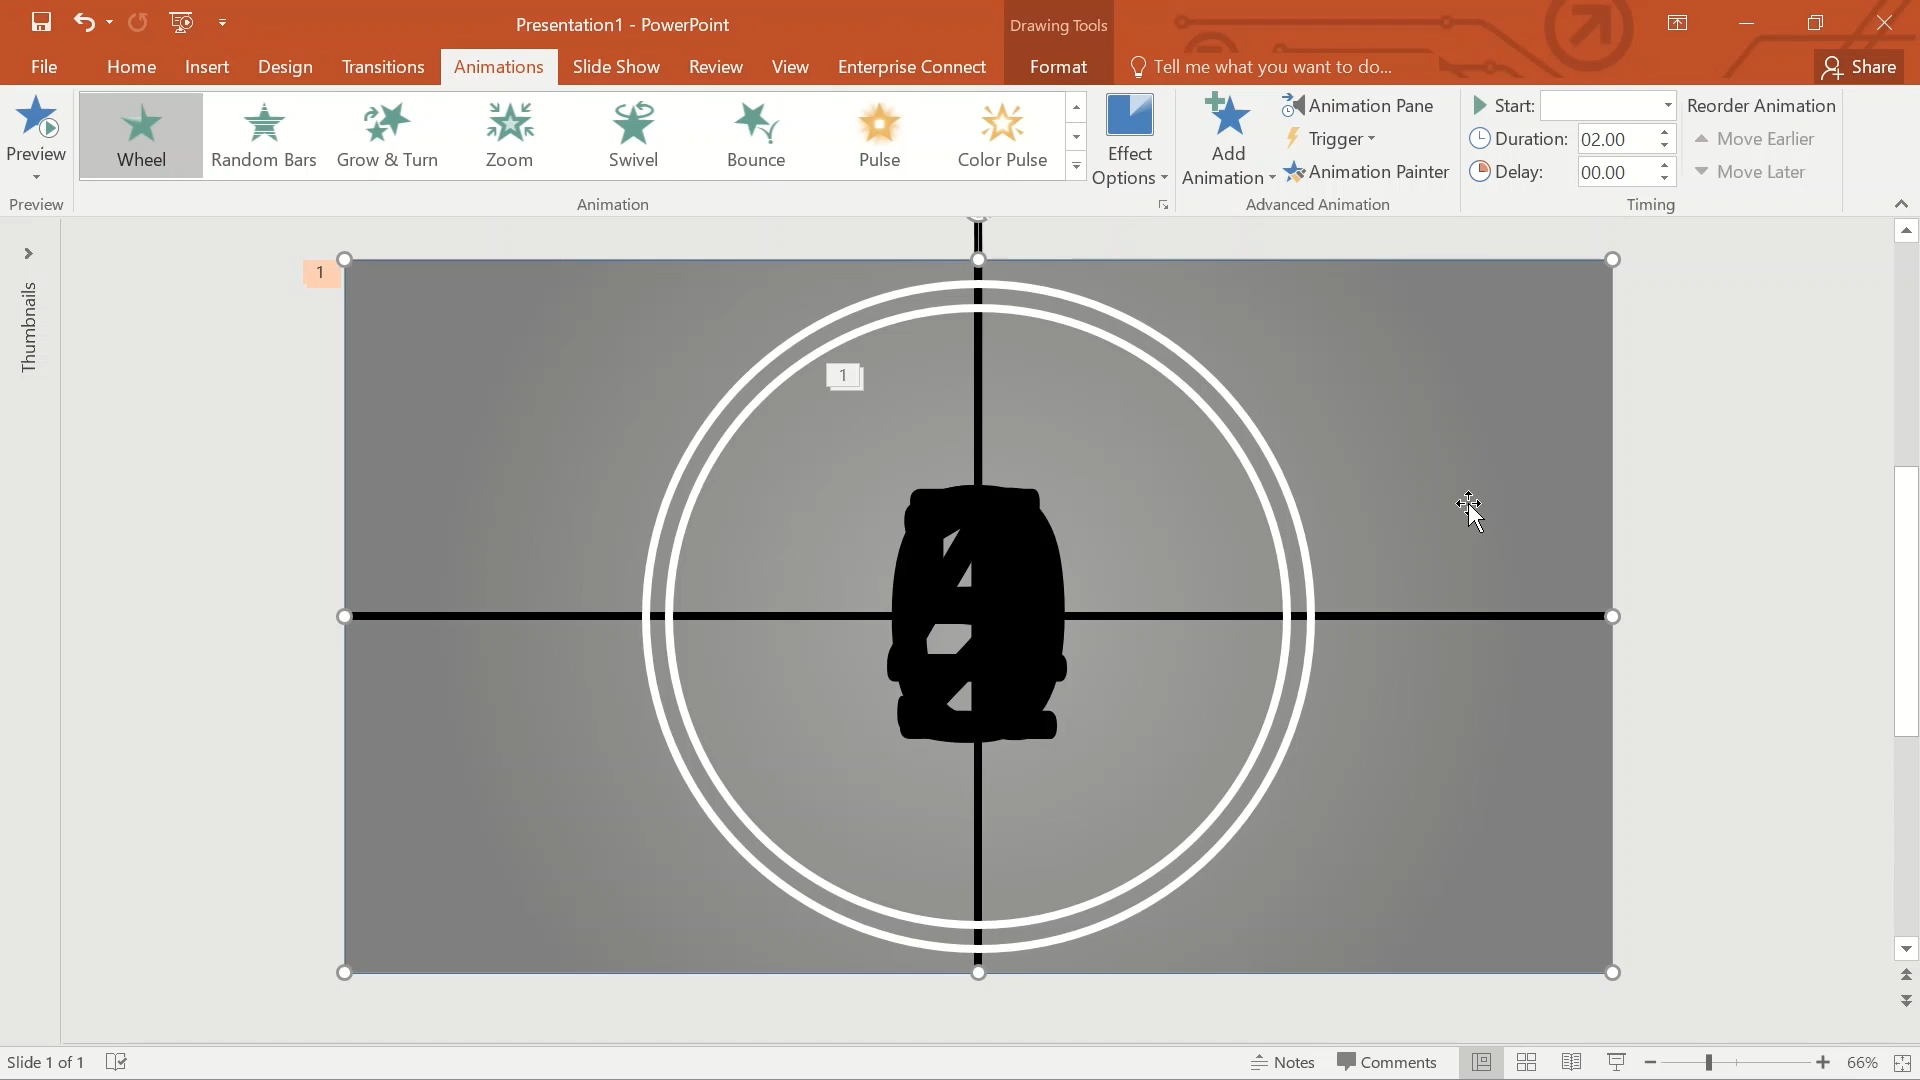 Presentation1 - PowerPoint
Drawing Tools
File
Home
Insert
Design
Transitions
Animations
Slide Show
Review
View
Enterprise Connect
Format
Tell me what you want to do...
Share
Preview
Wheel
Random Bars
Grow & Turn
Zoom
Swivel
Bounce
Pulse
Color Pulse
Effect
Options
Add
Animation
Animation Pane
Trigger
Animation Painter
Start:
Duration: 02.00
Delay: 00.00
Reorder Animation
Move Earlier
Move Later
Preview
Animation
Advanced Animation
Timing
Thumbnails
1
1
Slide 1 of 1
Notes
Comments
66%